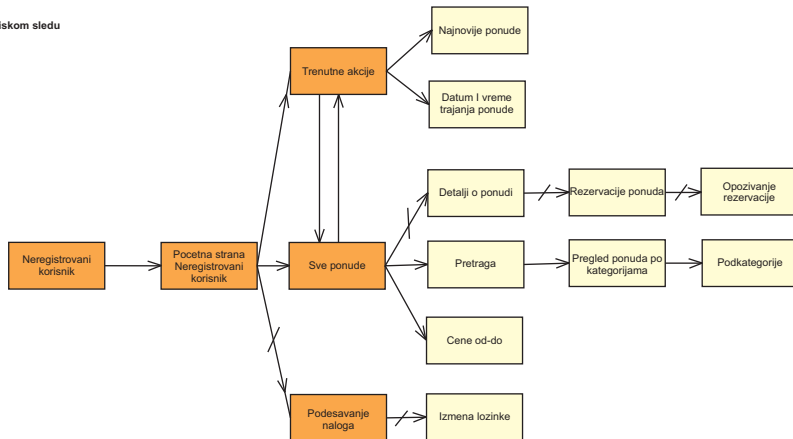 iskom sledu
Najnovije ponude
Trenutne akcije
Datum I vreme
trajanja ponude
Detalji o ponudi
Rezervacije ponuda
Opozivanje
rezervacije
Neregistrovani
korisnik
Pocetna strana
Neregistrovani
korisnik
Sve ponude
Pretraga
Pregled ponuda po
kategorijama
Podkategorije
Cene od-do
Podesavanje
naloga
Izmena lozinke